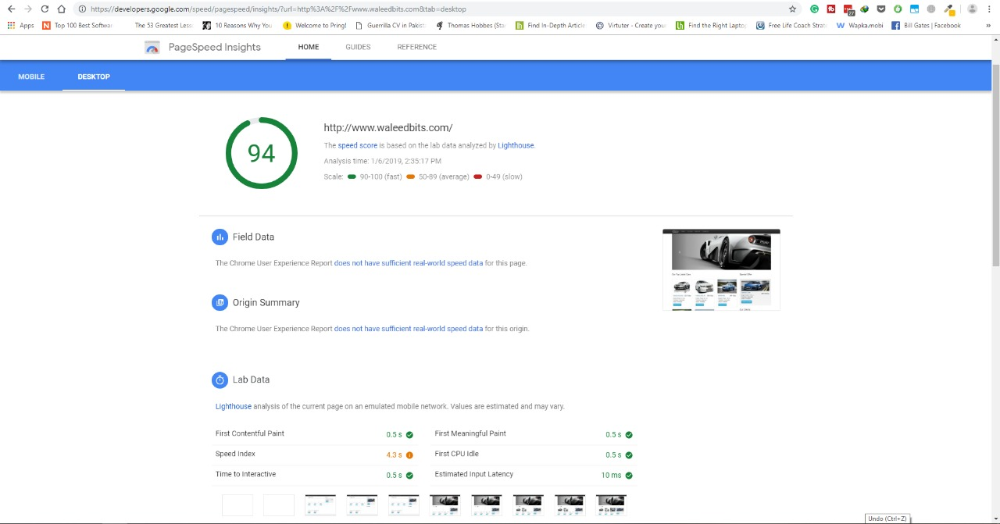 https://developers.google.com/speed/pagespeed/insights/?url=http%3A%2F%2Fwww.waleedbits.com&tab=desktop
27
Apps Top 100 Best Softwar The 53 Greatest Less 10 Reasons Why You Welcome to Pring! Guerrilla CV in Pakist Thomas Hobbes (Sta Find In-Depth Article Virtuter - Create your Find the Right Laptop Free Life Coach Strat Wapka.mobi Bill Gates | Facebook »
PageSpeed Insights HOME GUIDES REFERENCE
MOBILE DESKTOP
94
http://www.waleedbits.com/
The speed score is based on the lab data analyzed by Lighthouse.
Analysis time: 1/6/2019, 2:35:17 PM
Scale: 90-100 (fast) 50-89 (average) 0-49 (slow)
Field Data
The Chrome User Experience Report does not have sufficient real-world speed data for this page.
Origin Summary
The Chrome User Experience Report does not have sufficient real-world speed data for this origin.
Lab Data
Lighthouse analysis of the current page on an emulated mobile network. Values are estimated and may vary.
First Contentful Paint 0.5 s First Meaningful Paint 0.5 s
Speed Index 4.3 s First CPU Idle 0.5 s
Time to Interactive 0.5 s Estimated Input Latency 10 ms
Undo (Ctrl+Z)